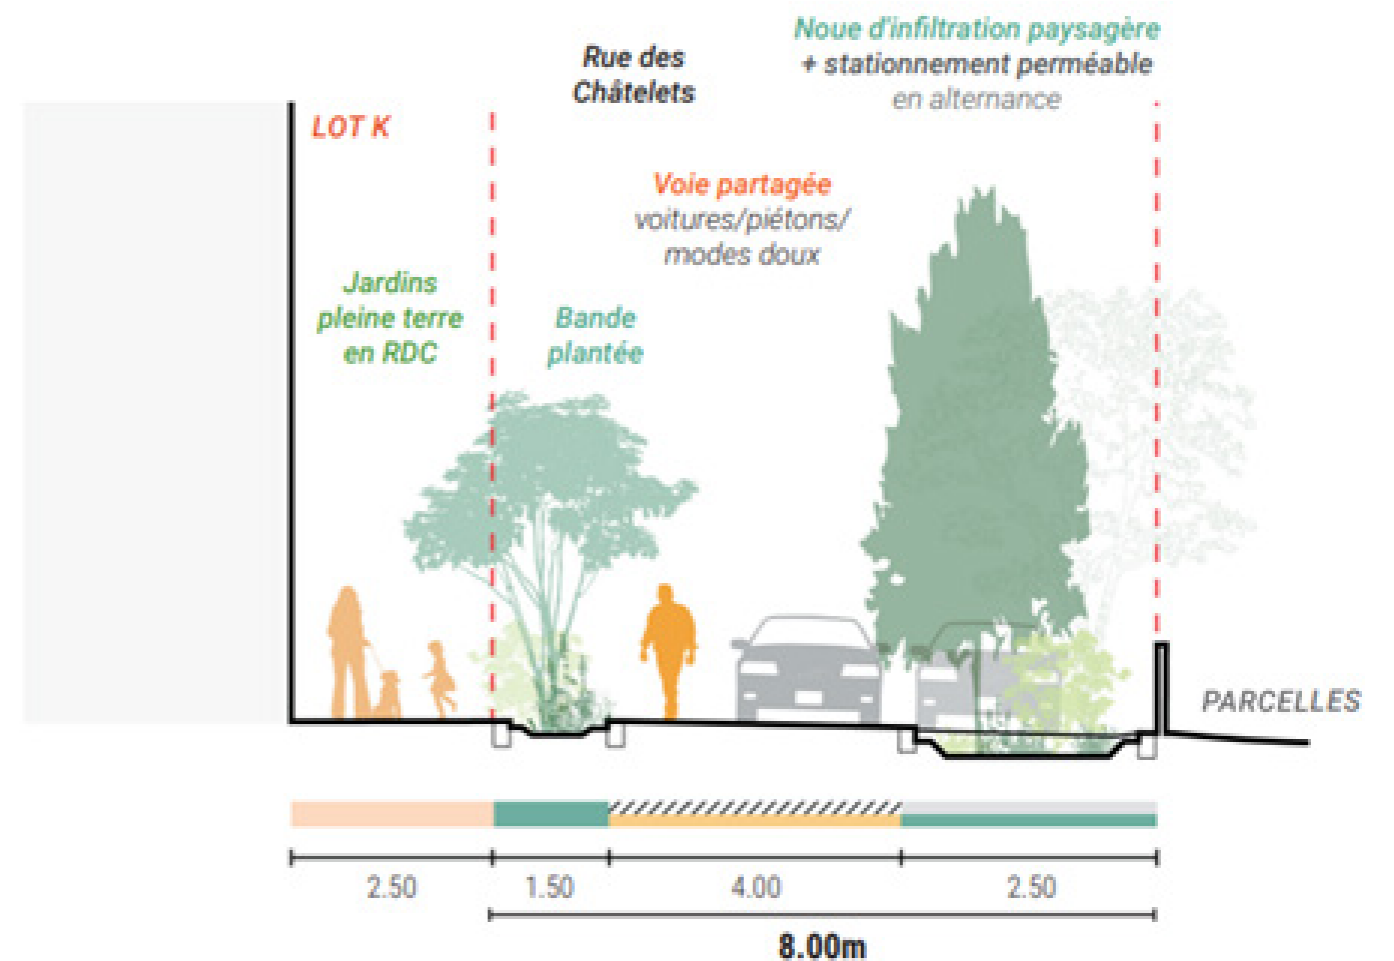 Noue d'infiltration paysagère
+ stationnement perméable
en alternance
Rue des
Châtelets
LOT K
Voie partagée
voitures/piétons/
modes doux
Jardins
pleine terre
en RDC
Bande
plantée
PARCELLES
2.50
1.50
4.00
2.50
8.00m